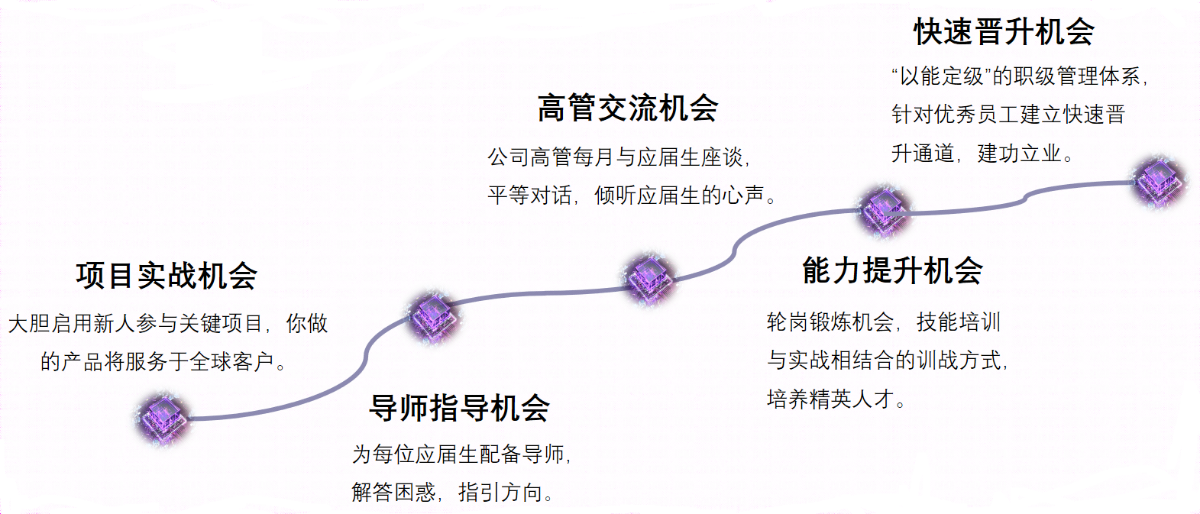 项目实战机会
大胆启用新人参与关键项目，你做
的产品将服务于全球客户。
导师指导机会
为每位应届生配备导师，
解答困惑，指引方向。
高管交流机会
公司高管每月与应届生座谈，
平等对话，倾听应届生的心声。
能力提升机会
轮岗锻炼机会，技能培训
与实战相结合的训战方式，
培养精英人才。
快速晋升机会
“以能定级”的职级管理体系，
针对优秀员工建立快速晋
升通道，建功立业。